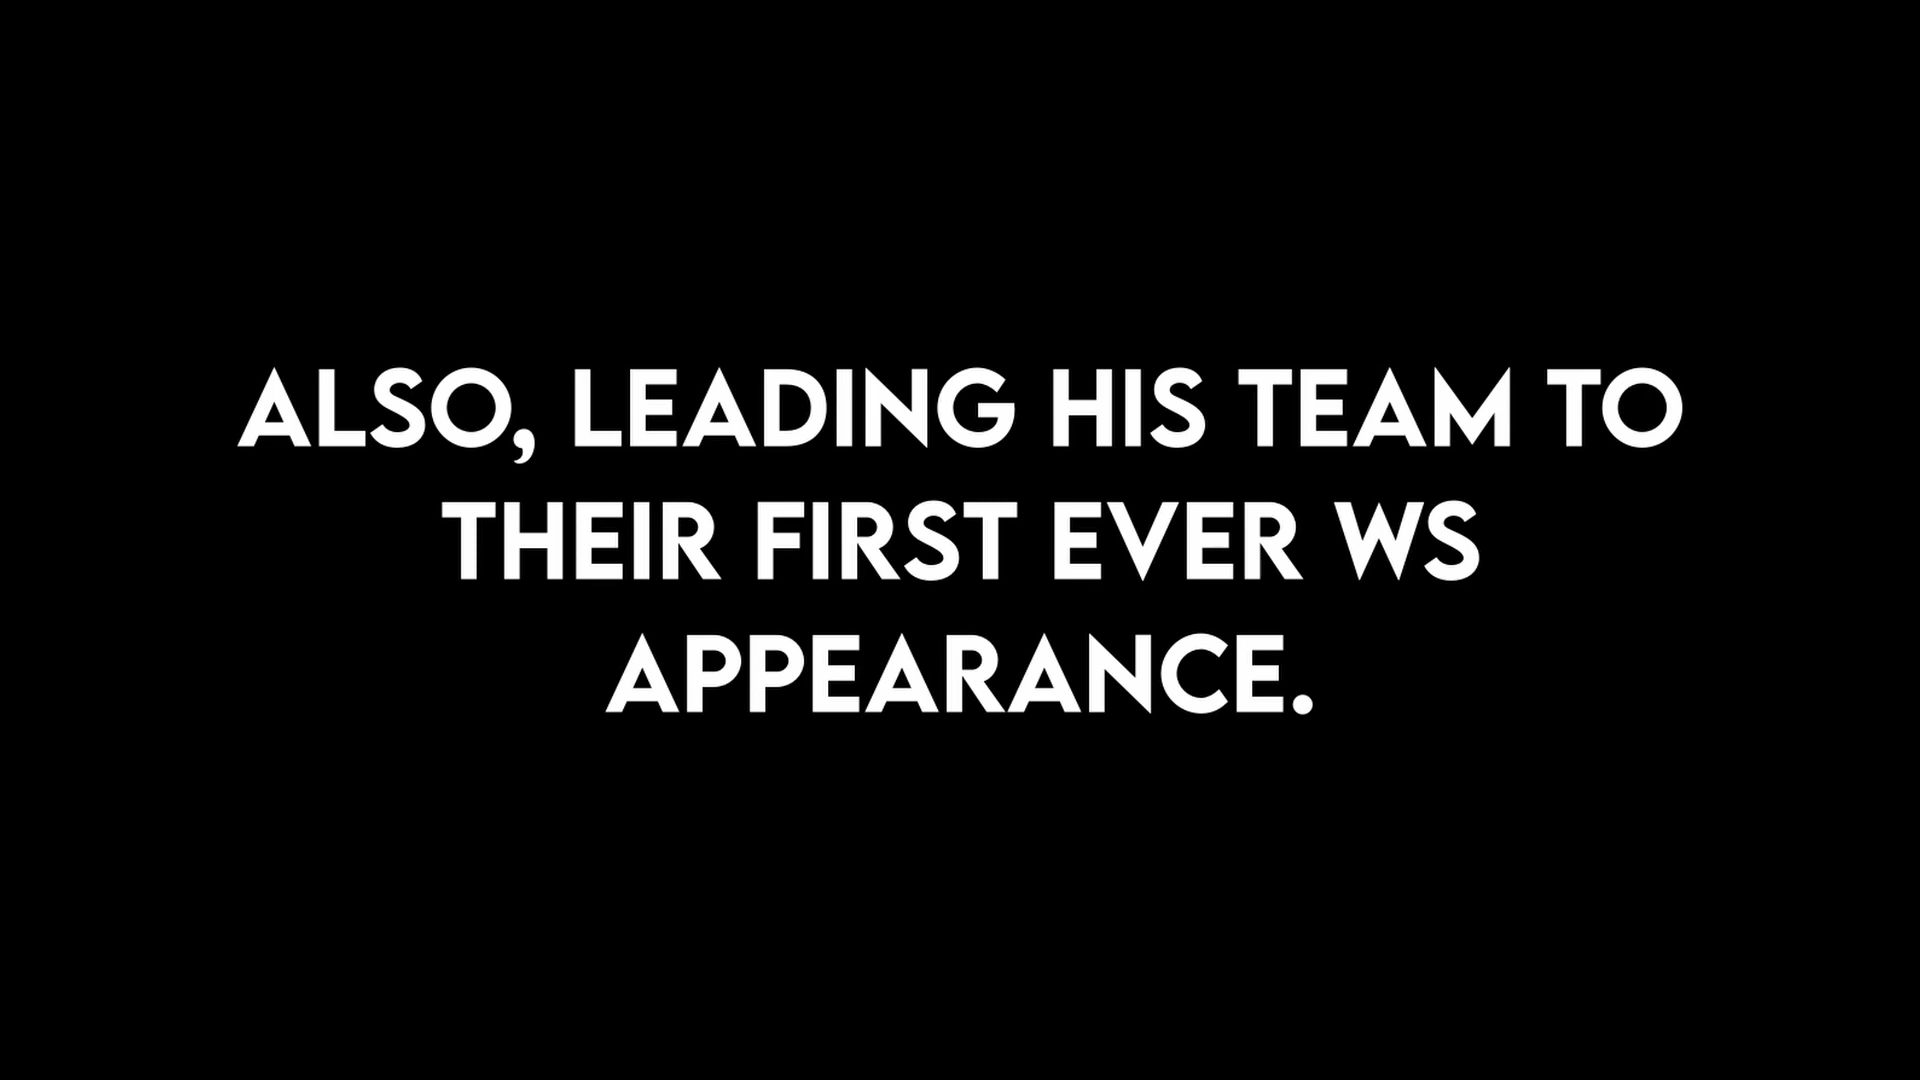 ALSO, LEADING HIS TEAM TO
THEIR FIRST EVER WS
APPEARANCE.